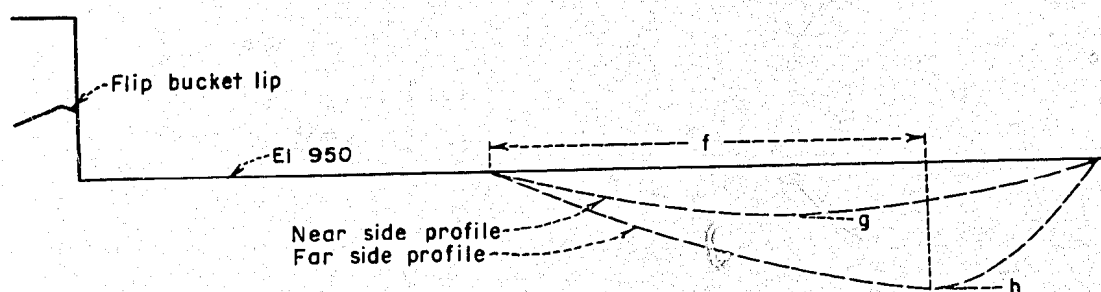 Flip bucket lip
El 950
f
g
Near side profile
Far side profile
h